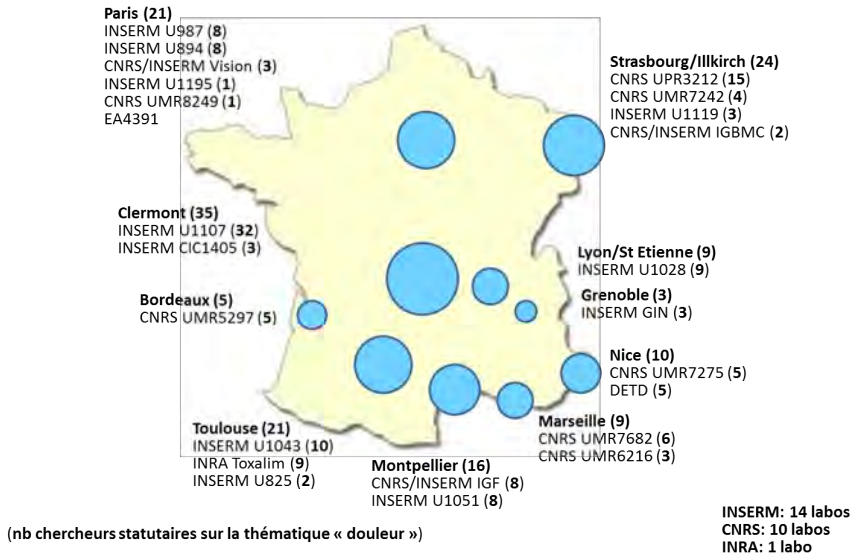 Paris (21)
INSERM U987 (8)
INSERM U894 (8)
CNRS/INSERM Vision (3)
INSERM U1195 (1)
CNRS UMR8249 (1)
EA4391
Strasbourg/Illkirch (24)
CNRS UPR3212 (15)
CNRS UMR7242 (4)
INSERM U1119 (3)
CNRS/INSERM IGBMC (2)
Clermont (35)
INSERM U1107 (32)
INSERM CIC1405 (3)
Lyon/St Etienne (9)
INSERM U1028 (9)
Grenoble (3)
INSERM GIN (3)
Bordeaux (5)
CNRS UMR5297 (5)
Nice (10)
CNRS UMR7275 (5)
DETD (5)
Marseille (9)
CNRS UMR7682 (6)
CNRS UMR6216 (3)
Toulouse (21)
INSERM U1043 (10)
INRA Toxalim (9)
INSERM U825 (2)
Montpellier (16)
CNRS/INSERM IGF (8)
INSERM U1051 (8)
(nb chercheurs statutaires sur la thématique « douleur »)
INSERM: 14 labos
CNRS: 10 labos
INRA: 1 labo